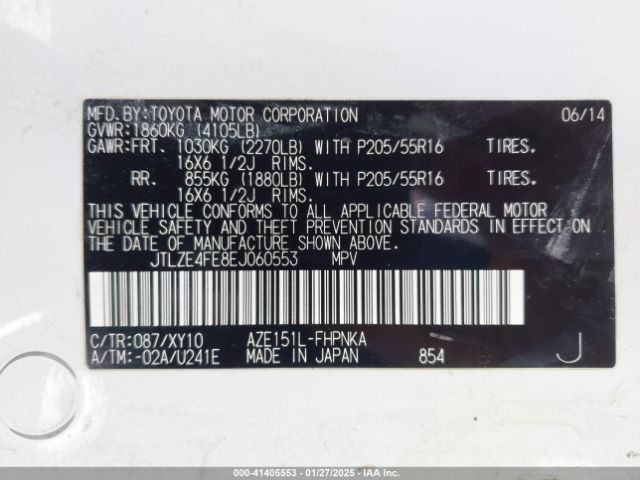 MFD.BY:TOYOTA MOTOR CORPORATION 06/14
GVWR:1860KG (4105LB)
GAWR:FRT. 1030KG (2270LB) WITH P205/55R16 TIRES.
16X6 1/2J RIMS.
RR. 855KG (1880LB) WITH P205/55R16 TIRES.
16X6 1/2J RIMS.
THIS VEHICLE CONFORMS TO ALL APPLICABLE FEDERAL MOTOR
VEHICLE SAFETY AND THEFT PREVENTION STANDARDS IN EFFECT ON
THE DATE OF MANUFACTURE SHOWN ABOVE.
JTLZE4FE8EJ060553 MPV
C/TR:087/XY10 AZE151L-FHPNKA
A/TM:-02A/U241E MADE IN JAPAN 854 J
000-41405553 | 01/27/2025 | IAA